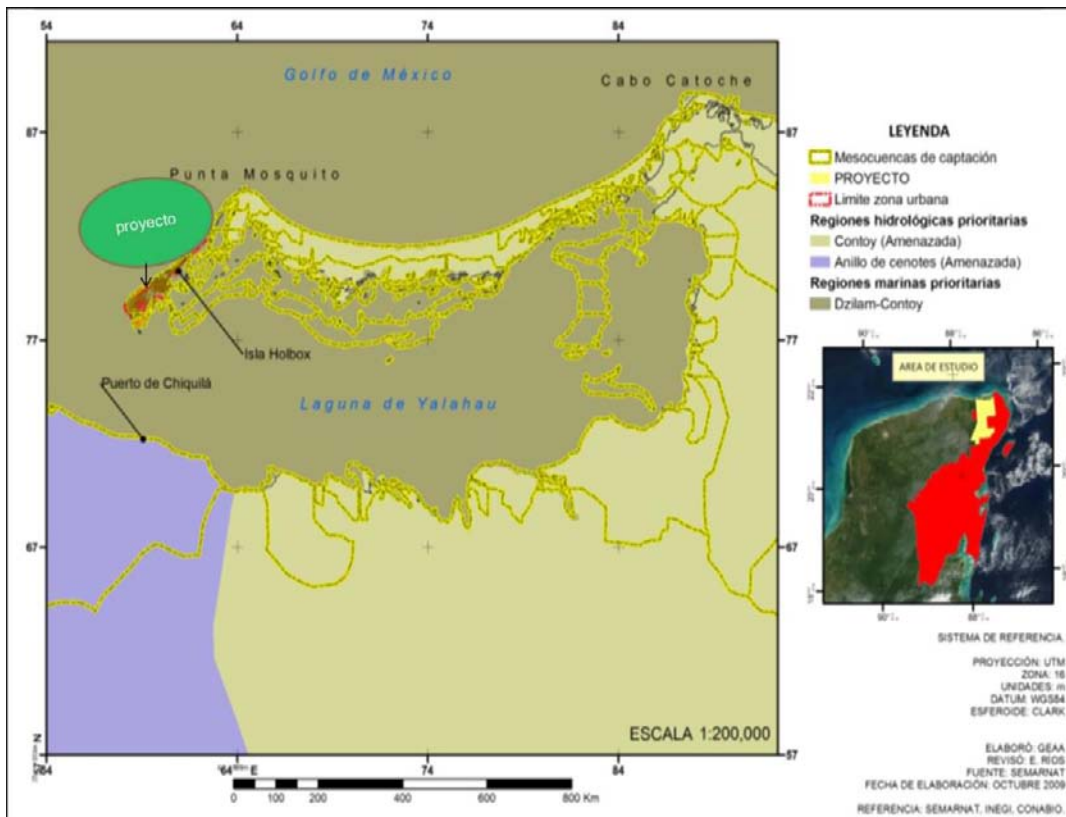 54
64
74
84
Golfo de México
Cabo Catoche
87
87
Punta Mosquito
proyecto
77
77
Isla Holbox
Puerto de Chiquilá
Laguna de Yalahau
67
67
ESCALA 1:200,000
57
N
E
74
84
0 100 200 400 600 800 Km
LEYENDA
Mesocuencas de captación
PROYECTO
Limite zona urbana
Regiones hidrológicas prioritarias
Contoy (Amenazada)
Anillo de cenotes (Amenazada)
Regiones marinas prioritarias
Dzilam-Contoy
AREA DE ESTUDIO
SISTEMA DE REFERENCIA.
PROYECCIÓN: UTM
ZONA: 16
UNIDADES: m
DATUM: WGS84
ESFEROIDE: CLARK
ELABORÓ: GEAA
REVISÓ: E. RIOS
FUENTE: SEMARNAT
FECHA DE ELABORACIÓN: OCTUBRE 2009
REFERENCIA: SEMARNAT, INEGI, CONABIO.